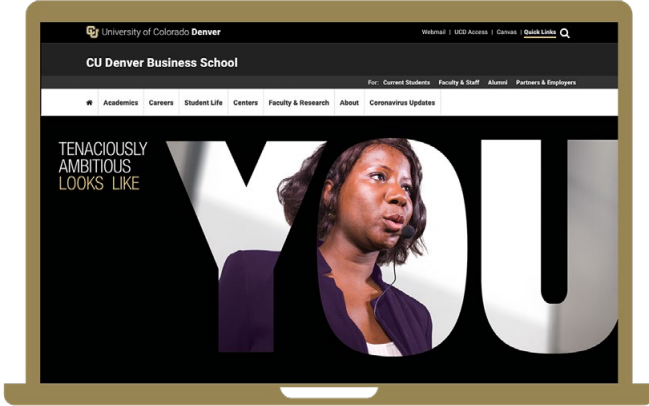 CU University of Colorado Denver
Webmail | UCD Access | Canvas | Quick Links
CU Denver Business School
For: Current Students Faculty & Staff Alumni Partners & Employers
Academics Careers Student Life Centers Faculty & Research About Coronavirus Updates
TENACIOUSLY
AMBITIOUS
LOOKS LIKE
YOU